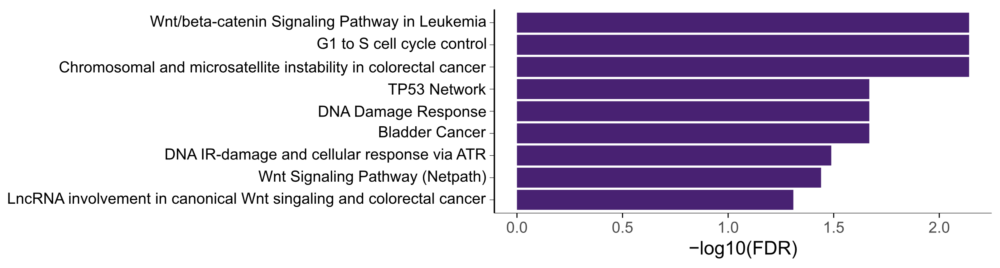 Wnt/beta-catenin Signaling Pathway in Leukemia
G1 to S cell cycle control
Chromosomal and microsatellite instability in colorectal cancer
TP53 Network
DNA Damage Response
Bladder Cancer
DNA IR-damage and cellular response via ATR
Wnt Signaling Pathway (Netpath)
LncRNA involvement in canonical Wnt singaling and colorectal cancer
0.0 0.5 1.0 1.5 2.0
−log10(FDR)